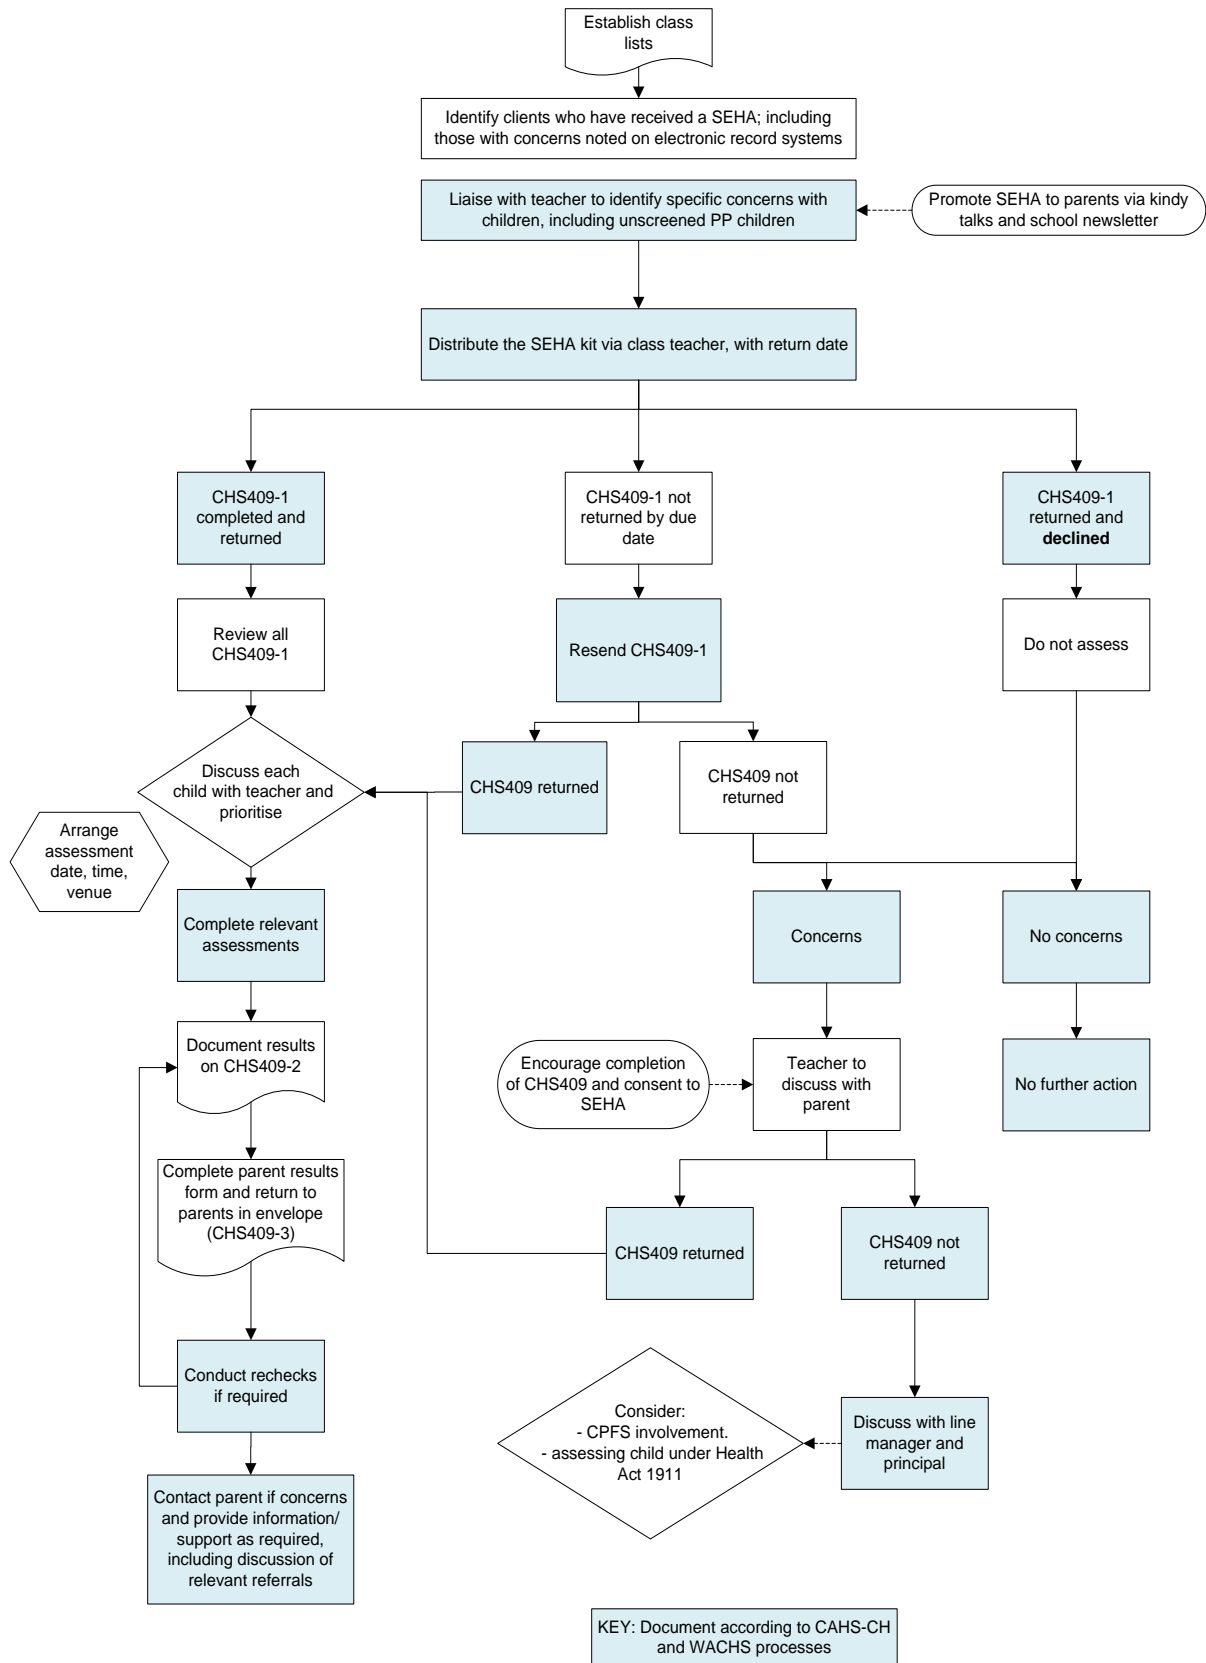 Establish class
lists
Identify clients who have received a SEHA; including
those with concerns noted on electronic record systems
Liaise with teacher to identify specific concerns with
children, including unscreened PP children
Promote SEHA to parents via kindy
talks and school newsletter
Distribute the SEHA kit via class teacher, with return date
CHS409-1
completed and
returned
CHS409-1 not
returned by due
date
CHS409-1
returned and
declined
Review all
CHS409-1
Resend CHS409-1
Do not assess
Discuss each
child with teacher and
prioritise
CHS409 returned
CHS409 not
returned
Arrange
assessment
date, time,
venue
Complete relevant
assessments
Concerns
No concerns
Document results
on CHS409-2
Encourage completion
of CHS409 and consent to
SEHA
Teacher to
discuss with
parent
No further action
Complete parent results
form and return to
parents in envelope
(CHS409-3)
CHS409 returned
CHS409 not
returned
Conduct rechecks
if required
Consider:
- CPFS involvement.
- assessing child under Health
Act 1911
Discuss with line
manager and
principal
Contact parent if concerns
and provide information/
support as required,
including discussion of
relevant referrals
KEY: Document according to CAHS-CH
and WACHS processes